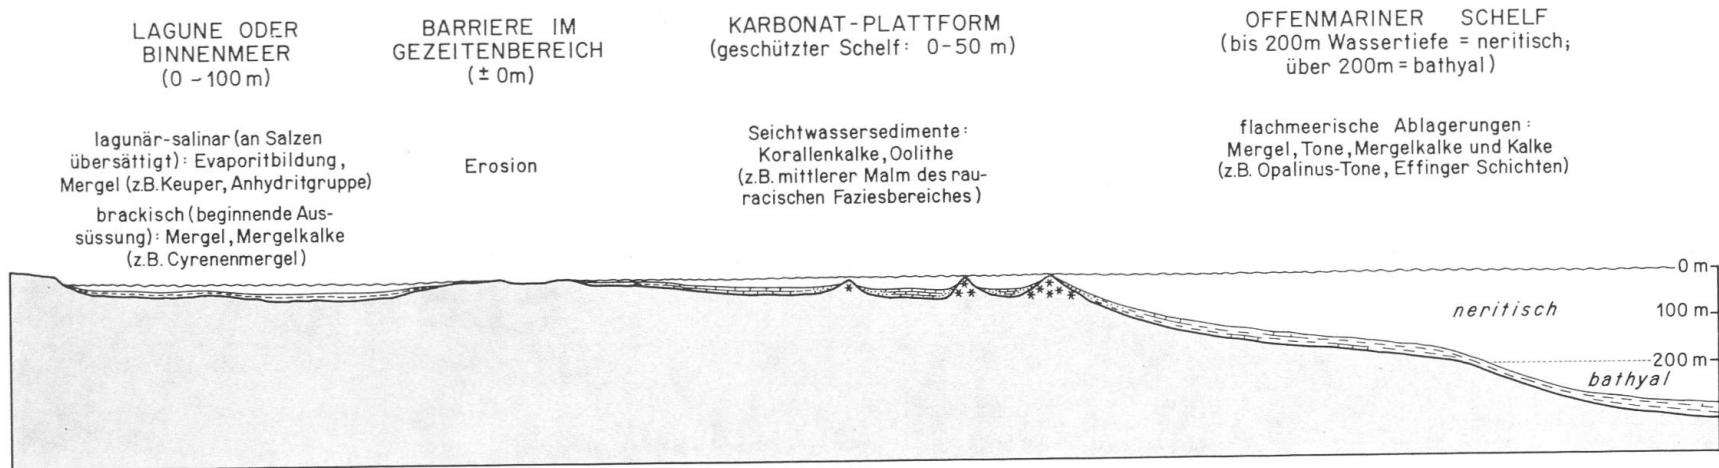 LAGUNE ODER
BINNENMEER
(0 – 100 m)
lagunär-salinar (an Salzen
übersättigt): Evaporitbildung,
Mergel (z.B. Keuper, Anhydritgruppe)
brackisch (beginnende Aus-
süssung): Mergel, Mergelkalke
(z.B. Cyrenenmergel)
BARRIERE IM
GEZEITENBEREICH
(± 0m)
Erosion
KARBONAT-PLATTFORM
(geschützter Schelf: 0-50 m)
Seichtwassersedimente:
Korallenkalke, Oolithe
(z.B. mittlerer Malm des rau-
racischen Faziesbereiches)
OFFENMARINER SCHELF
(bis 200m Wassertiefe = neritisch;
über 200m = bathyal)
flachmeerische Ablagerungen:
Mergel, Tone, Mergelkalke und Kalke
(z.B. Opalinus-Tone, Effinger Schichten)
0 m
neritisch
100 m
200 m
bathyal